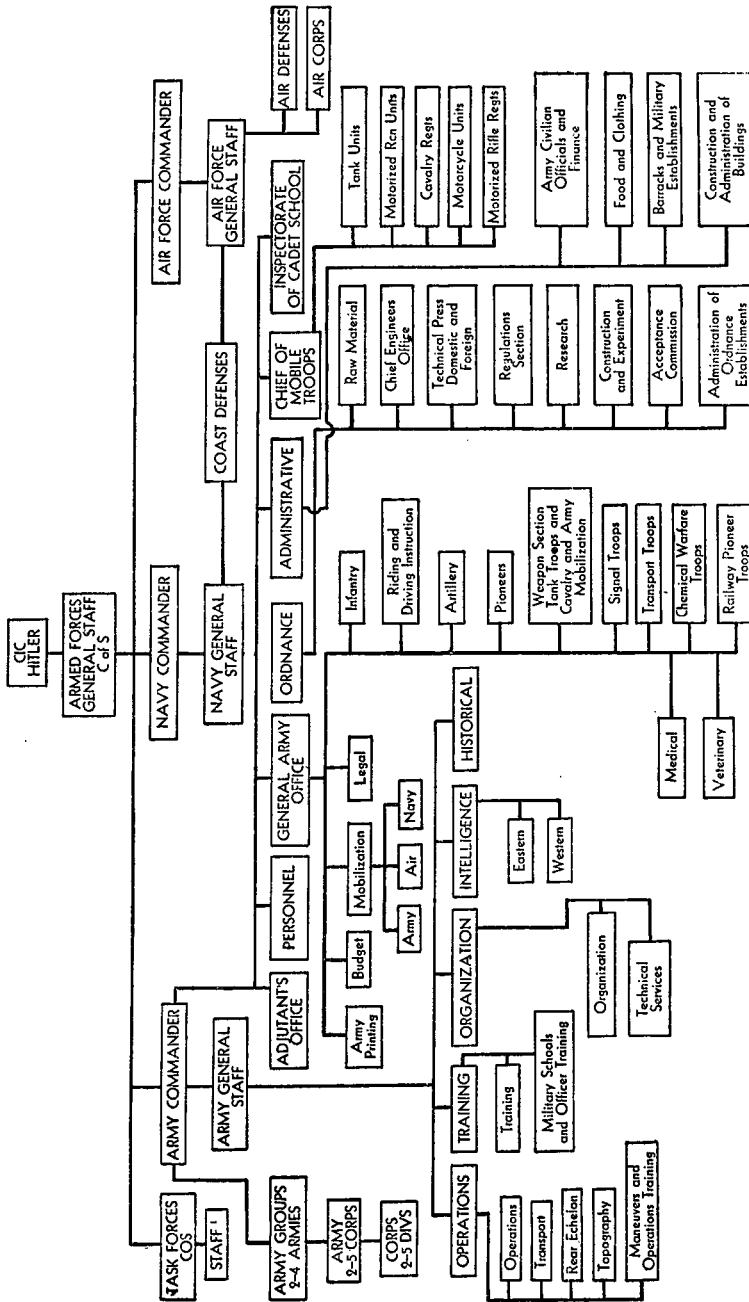 CIC
HITLER
ARMED FORCES
GENERAL STAFF
C of S
TASK FORCES
COS
STAFF 1
ARMY COMMANDER
NAVY COMMANDER
AIR FORCE COMMANDER
ARMY GENERAL
STAFF
NAVY GENERAL
STAFF
COAST DEFENSES
AIR FORCE
GENERAL STAFF
AIR DEFENSES
AIR CORPS
ARMY GROUPS
2-4 ARMIES
ARMY
2-5 CORPS
CORPS
2-5 DIVS
ADJUTANT'S
OFFICE
PERSONNEL
GENERAL ARMY
OFFICE
ORDNANCE
ADMINISTRATIVE
CHIEF OF
MOBILE
TROOPS
INSPECTORATE
OF CADET SCHOOL
Army
Printing
Budget
Mobilization
Legal
Army
Air
Navy
Infantry
Riding and
Driving Instruction
Artillery
Pioneers
Weapon Section
Tank Troops and
Cavalry and Army
Mobilization
Signal Troops
Transport Troops
Chemical Warfare
Troops
Railway Pioneer
Troops
Medical
Veterinary
Raw Material
Chief Engineers
Office
Technical Press
Domestic and
Foreign
Regulations
Section
Research
Construction
and Experiment
Acceptance
Commission
Administration of
Ordnance
Establishments
Tank Units
Motorized Rcn Units
Cavalry Regts
Motorcycle Units
Motorized Rifle Regts
Army Civilian
Officials and
Finance
Food and Clothing
Barracks and Military
Establishments
Construction and
Administration of
Buildings
OPERATIONS
TRAINING
ORGANIZATION
INTELLIGENCE
HISTORICAL
Operations
Transport
Rear Echelon
Topography
Maneuvers and
Operations Training
Training
Military Schools
and Officer Training
Organization
Technical
Services
Eastern
Western